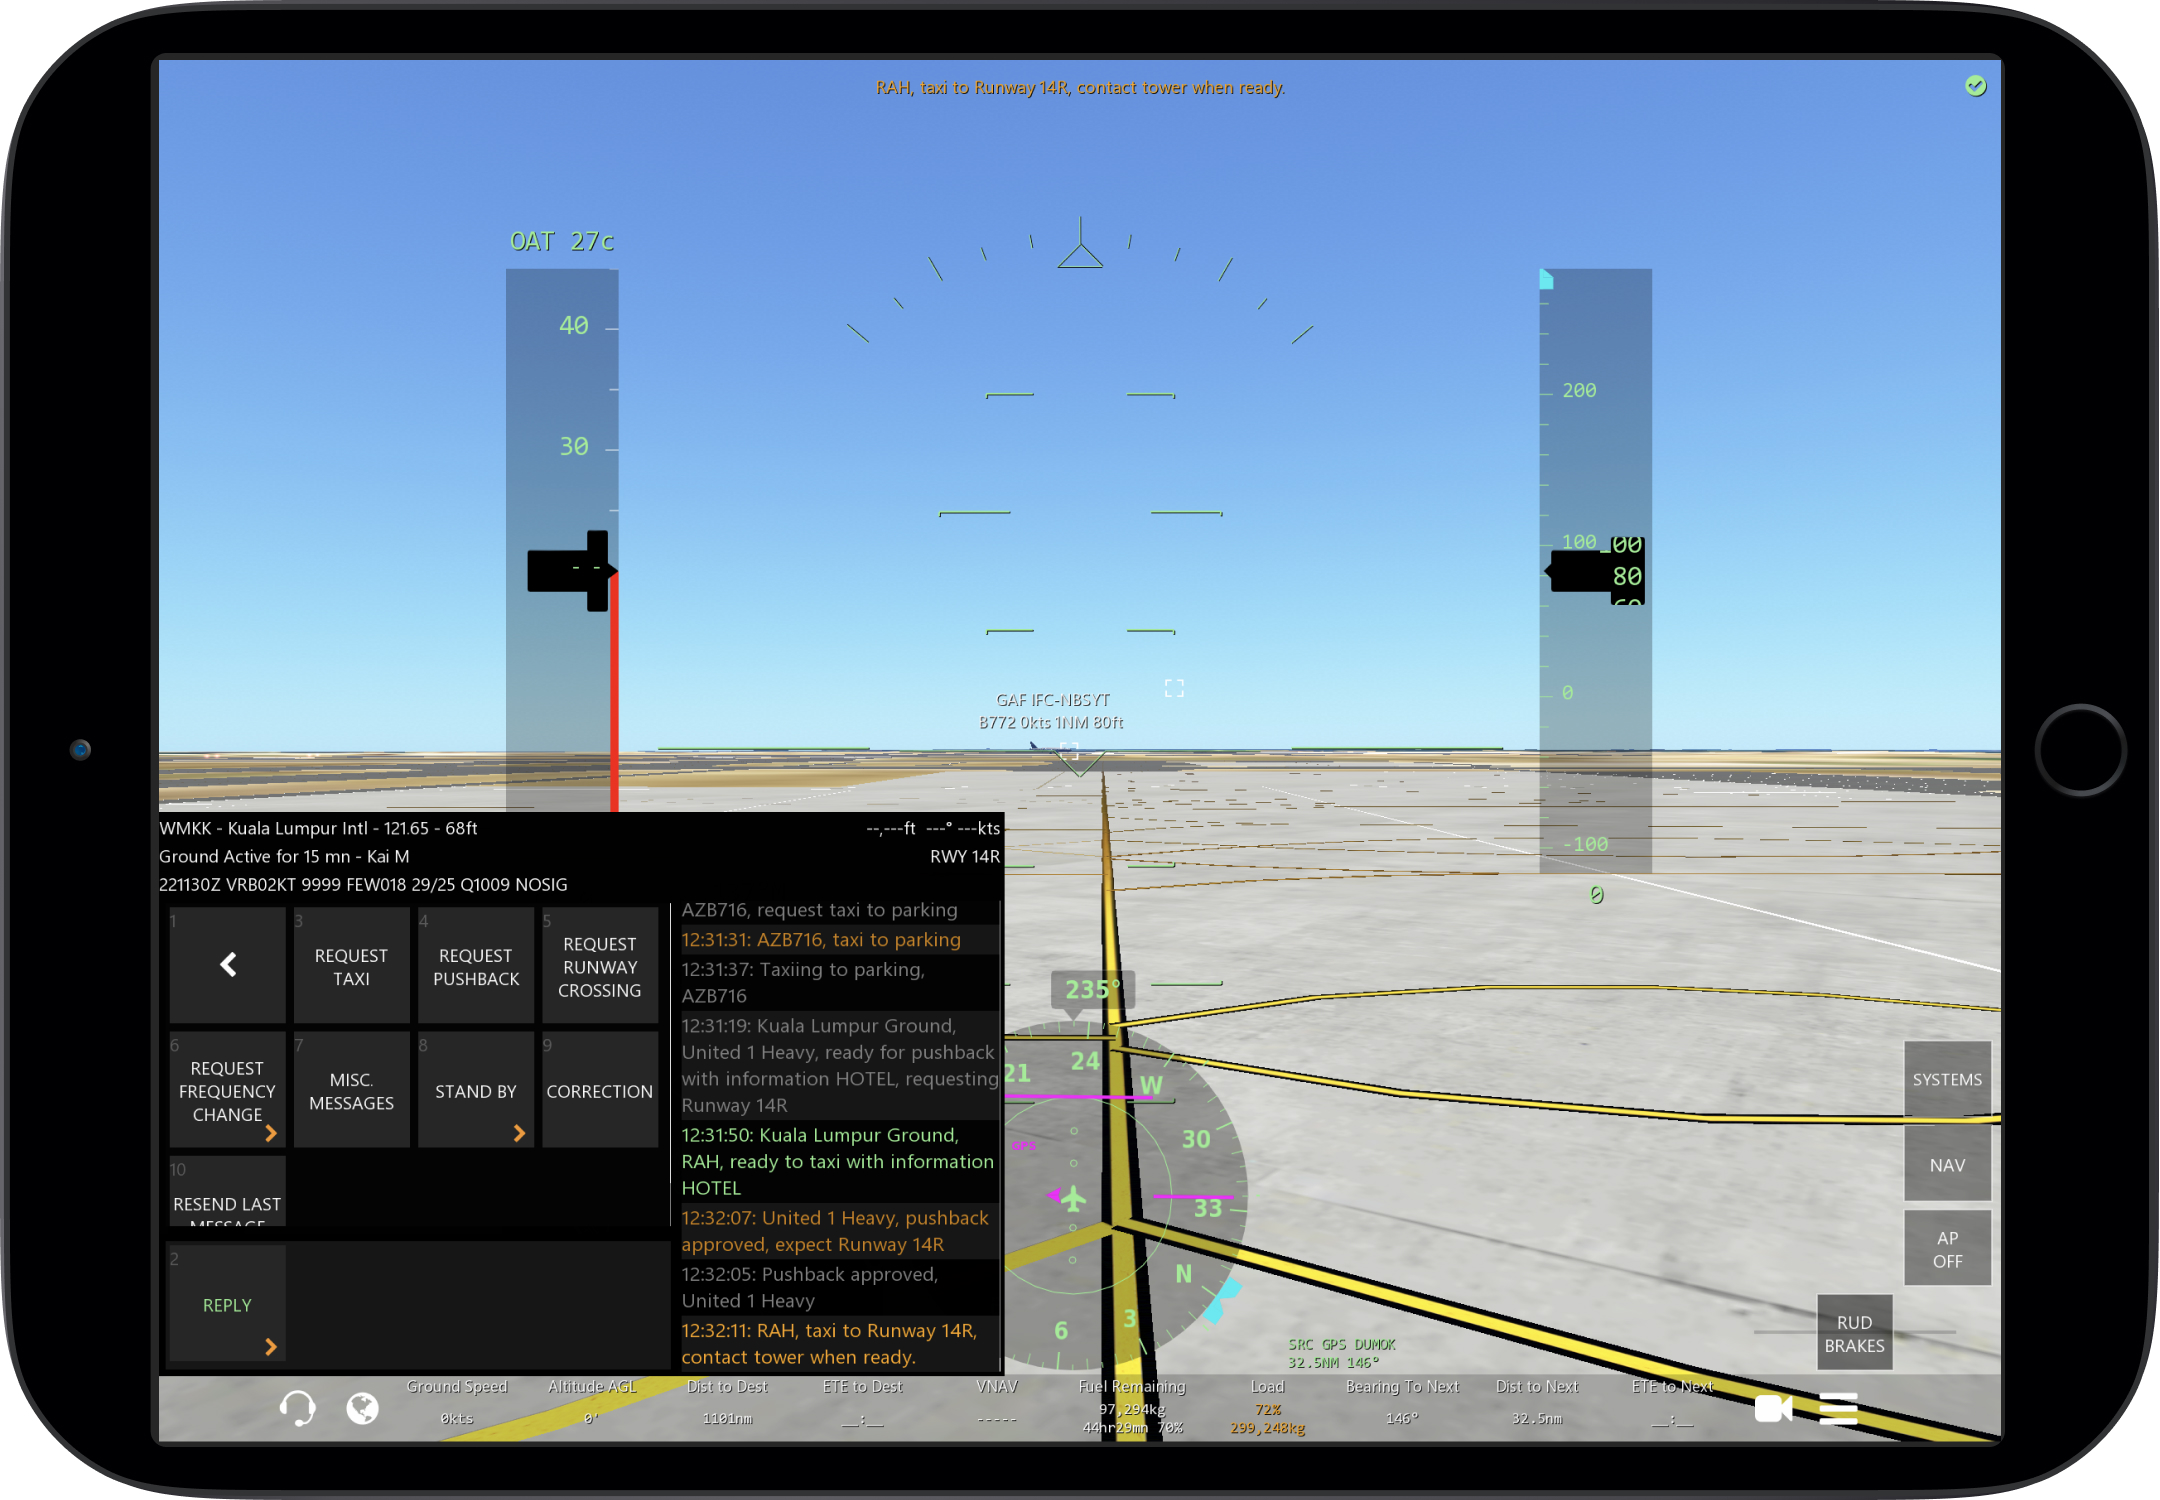 RAH, taxi to Runway 14R, contact tower when ready.
OAT 27c
40
30
- -
200
100
100
80
60
0
-100
0
GAF IFC-NBSYT
B772 0kts 1NM 80ft
WMKK - Kuala Lumpur Intl - 121.65 - 68ft
--,---ft ---° ---kts
Ground Active for 15 mn - Kai M
RWY 14R
221130Z VRB02KT 9999 FEW018 29/25 Q1009 NOSIG
1
3
REQUEST
TAXI
4
REQUEST
PUSHBACK
5
REQUEST
RUNWAY
CROSSING
6
REQUEST
FREQUENCY
CHANGE
7
MISC.
MESSAGES
8
STAND BY
9
CORRECTION
10
RESEND LAST
MESSAGE
2
REPLY
AZB716, request taxi to parking
12:31:31: AZB716, taxi to parking
12:31:37: Taxiing to parking,
AZB716
12:31:19: Kuala Lumpur Ground,
United 1 Heavy, ready for pushback
with information HOTEL, requesting
Runway 14R
12:31:50: Kuala Lumpur Ground,
RAH, ready to taxi with information
HOTEL
12:32:07: United 1 Heavy, pushback
approved, expect Runway 14R
12:32:05: Pushback approved,
United 1 Heavy
12:32:11: RAH, taxi to Runway 14R,
contact tower when ready.
235°
21
24
W
30
33
N
3
6
GPS
SRC GPS DUMOK
32.5NM 146°
SYSTEMS
NAV
AP
OFF
RUD
BRAKES
Ground Speed
0kts
Altitude AGL
0'
Dist to Dest
1101nm
ETE to Dest
__:__
VNAV
-----
Fuel Remaining
97,294kg
44hr29mn 70%
Load
72%
299,248kg
Bearing To Next
146°
Dist to Next
32.5nm
ETE to Next
__:__